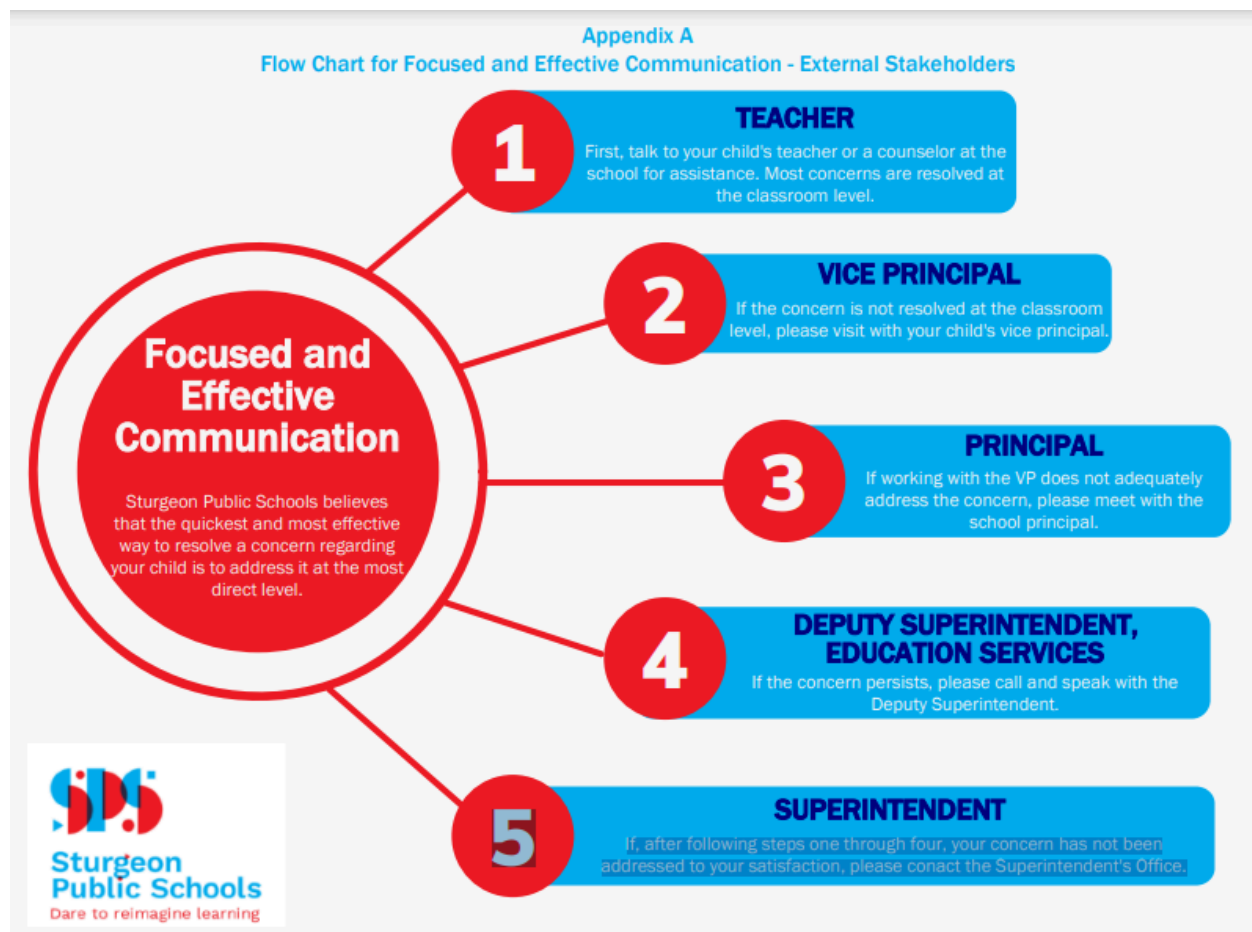 Appendix A
Flow Chart for Focused and Effective Communication - External Stakeholders
1
TEACHER
First, talk to your child's teacher or a counselor at the
school for assistance. Most concerns are resolved at
the classroom level.
2
VICE PRINCIPAL
If the concern is not resolved at the classroom
level, please visit with your child's vice principal.
Focused and
Effective
Communication
Sturgeon Public Schools believes
that the quickest and most effective
way to resolve a concern regarding
your child is to address it at the most
direct level.
3
PRINCIPAL
If working with the VP does not adequately
address the concern, please meet with the
school principal.
4
DEPUTY SUPERINTENDENT,
EDUCATION SERVICES
If the concern persists, please call and speak with the
Deputy Superintendent.
5
SUPERINTENDENT
If, after following steps one through four, your concern has not been
addressed to your satisfaction, please conact the Superintendent's Office.
SPS
Sturgeon
Public Schools
Dare to reimagine learning